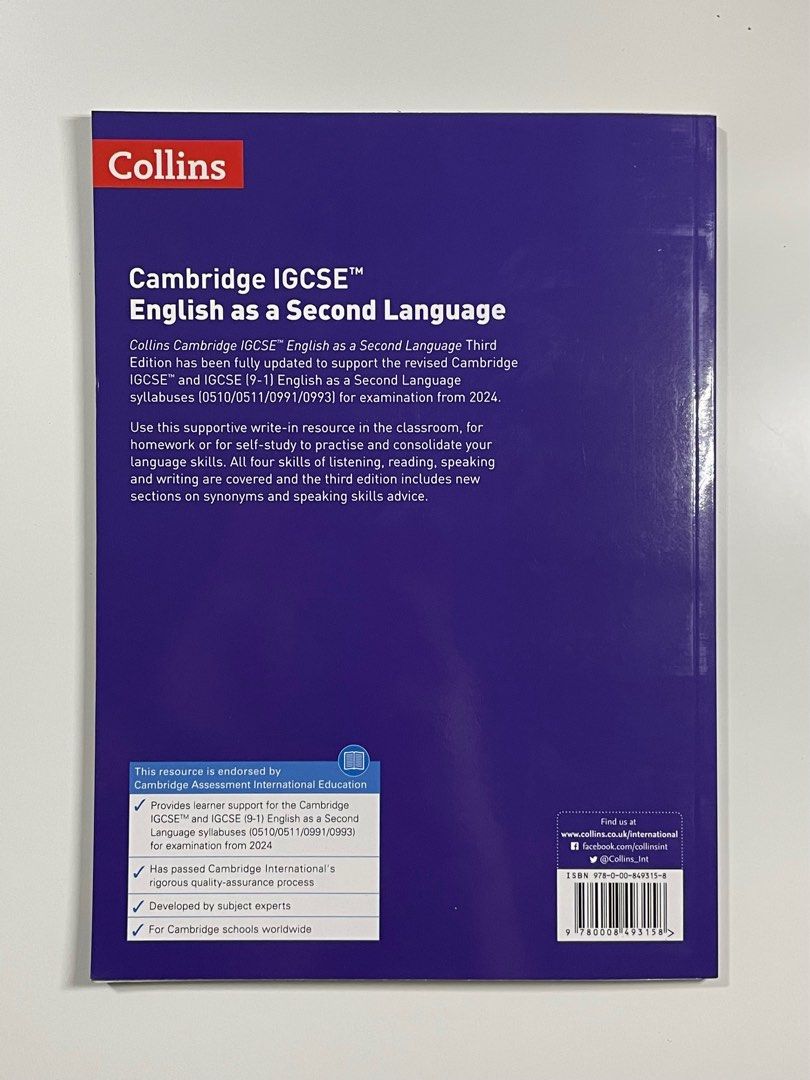 Collins
Cambridge IGCSE™
English as a Second Language
Collins Cambridge IGCSE™ English as a Second Language Third
Edition has been fully updated to support the revised Cambridge
IGCSE™ and IGCSE (9-1) English as a Second Language
syllabuses (0510/0511/0991/0993) for examination from 2024.
Use this supportive write-in resource in the classroom, for
homework or for self-study to practise and consolidate your
language skills. All four skills of listening, reading, speaking
and writing are covered and the third edition includes new
sections on synonyms and speaking skills advice.
This resource is endorsed by
Cambridge Assessment International Education
✓ Provides learner support for the Cambridge
IGCSE™ and IGCSE (9-1) English as a Second
Language syllabuses (0510/0511/0991/0993)
for examination from 2024
✓ Has passed Cambridge International's
rigorous quality-assurance process
✓ Developed by subject experts
✓ For Cambridge schools worldwide
Find us at
www.collins.co.uk/international
facebook.com/collinsint
@Collins_Int
ISBN 978-0-00-849315-8
9 780008 493158 >